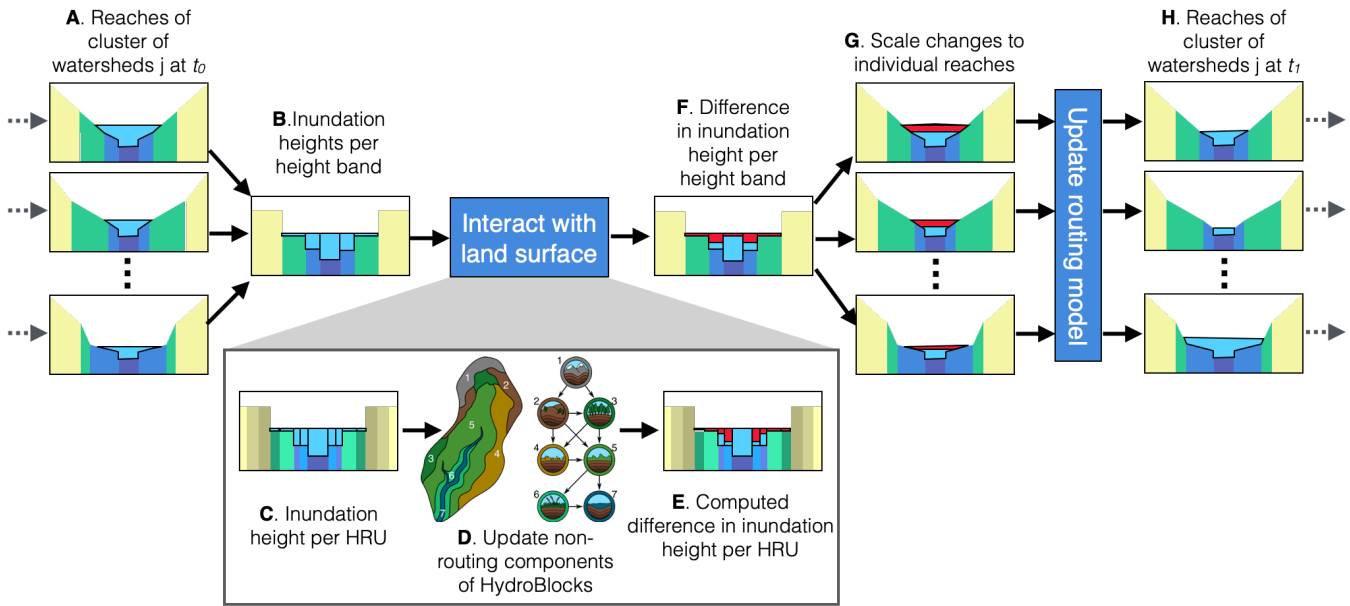 A. Reaches of
cluster of
watersheds j at t0
B.Inundation
heights per
height band
Interact with
land surface
F. Difference
in inundation
height per
height band
G. Scale changes to
individual reaches
Update routing model
H. Reaches of
cluster of
watersheds j at t1
C. Inundation
height per HRU
1
2
5
3
4
6
7
1
2
3
4
5
6
7
D. Update non-
routing components
of HydroBlocks
E. Computed
difference in inundation
height per HRU